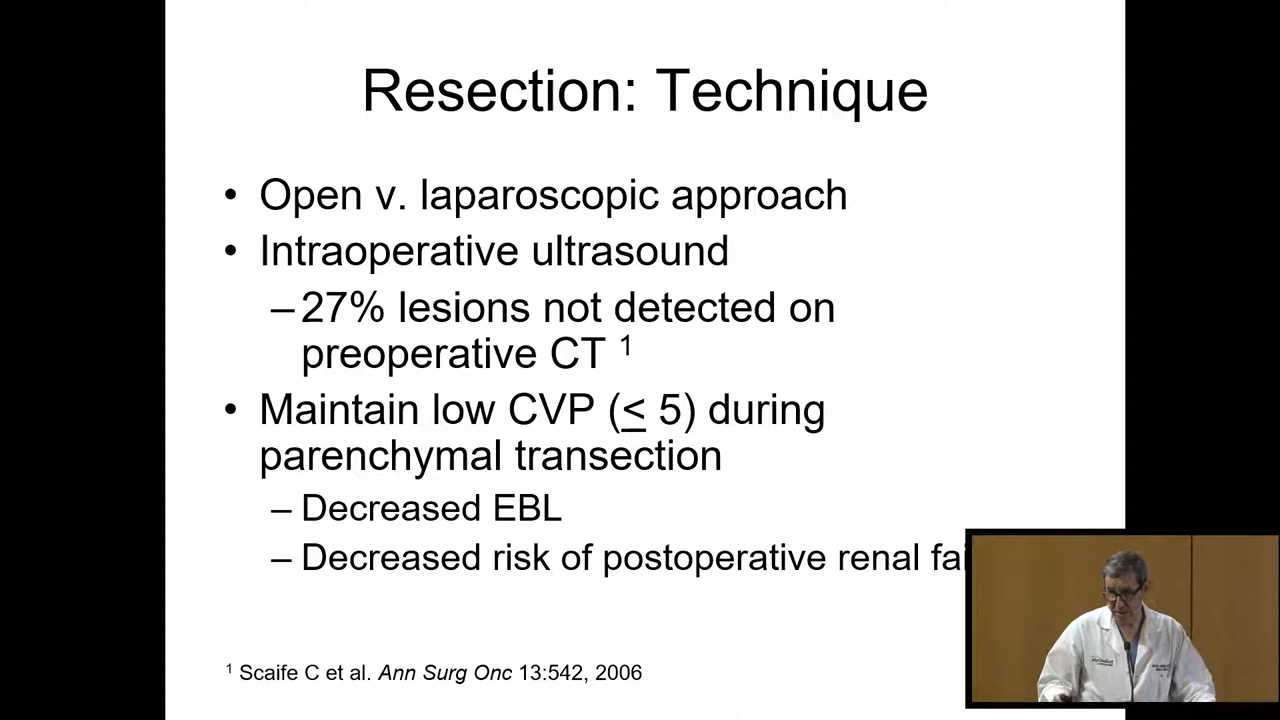 Resection: Technique
• Open v. laparoscopic approach
• Intraoperative ultrasound
– 27% lesions not detected on
preoperative CT 1
• Maintain low CVP (≤ 5) during
parenchymal transection
– Decreased EBL
– Decreased risk of postoperative renal fai
1 Scaife C et al. Ann Surg Onc 13:542, 2006